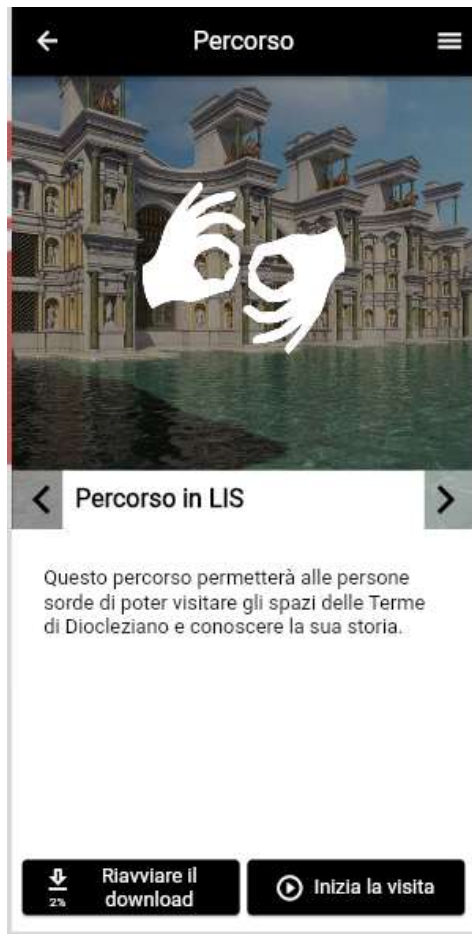 Percorso
Percorso in LIS
Questo percorso permetterà alle persone
sorde di poter visitare gli spazi delle Terme
di Diocleziano e conoscere la sua storia.
Riavviare il
download
2%
Inizia la visita